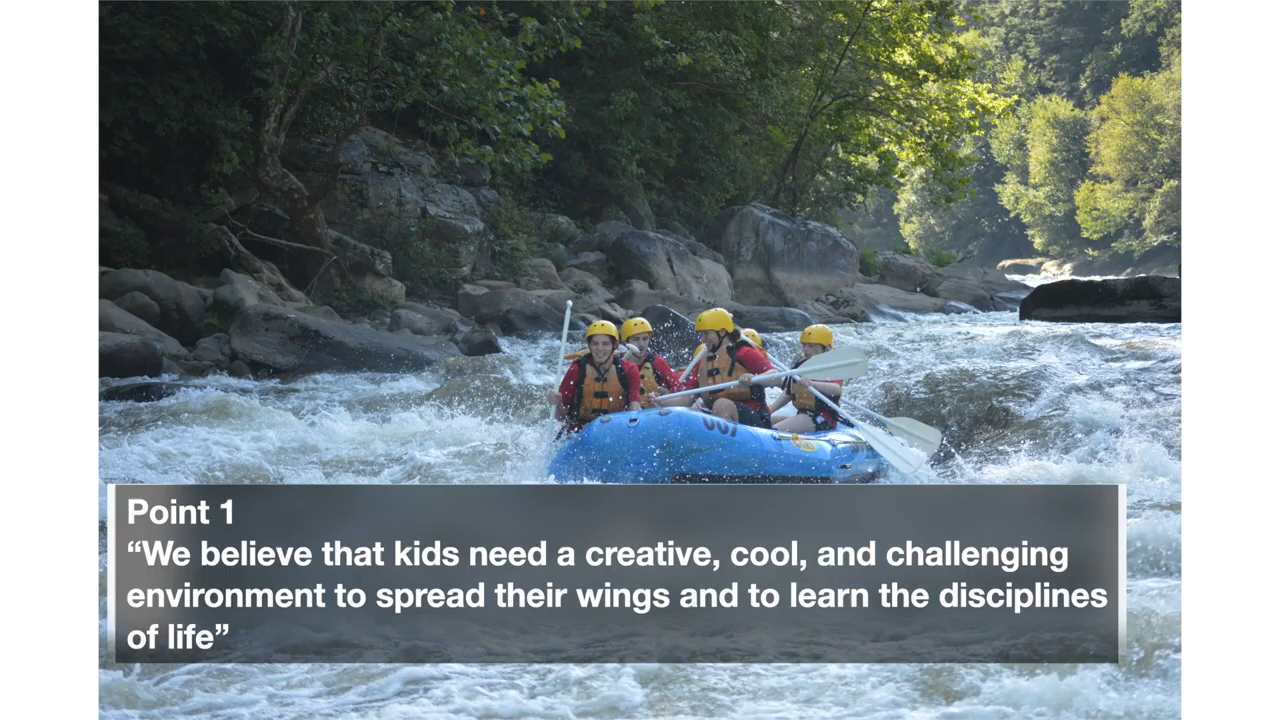 Point 1
“We believe that kids need a creative, cool, and challenging
environment to spread their wings and to learn the disciplines
of life”